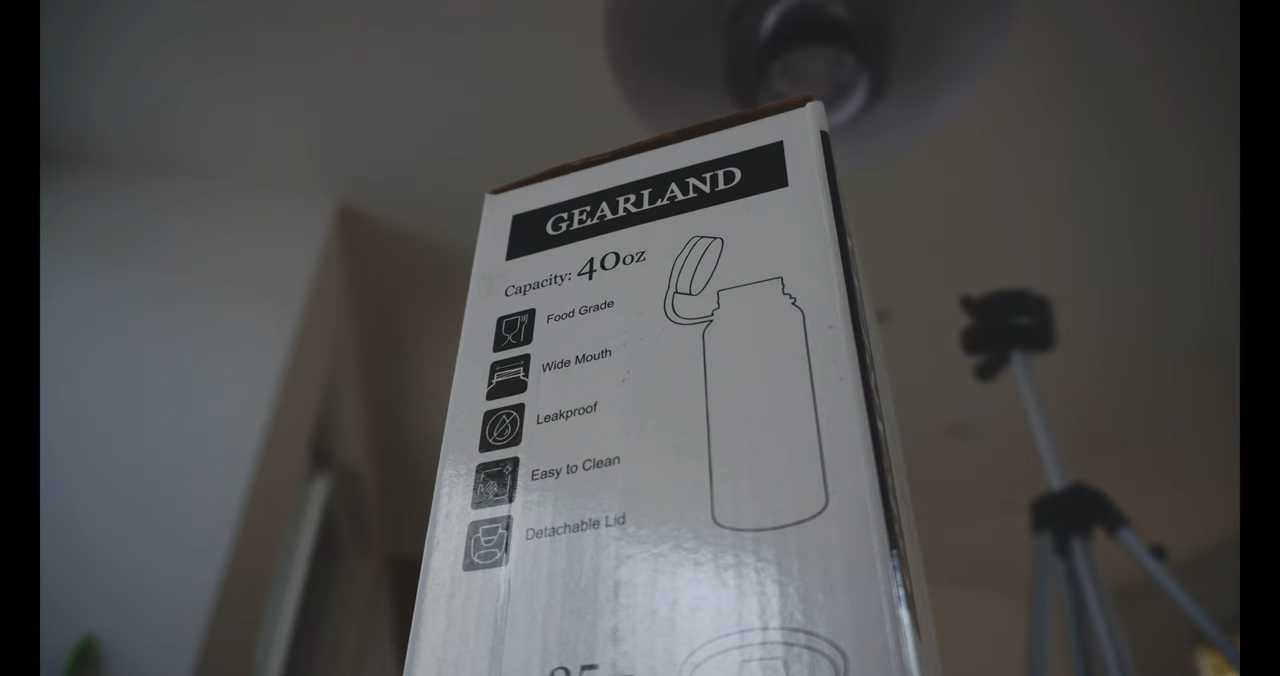 GEARLAND
Capacity: 40oz
Food Grade
Wide Mouth
Leakproof
Easy to Clean
Detachable Lid